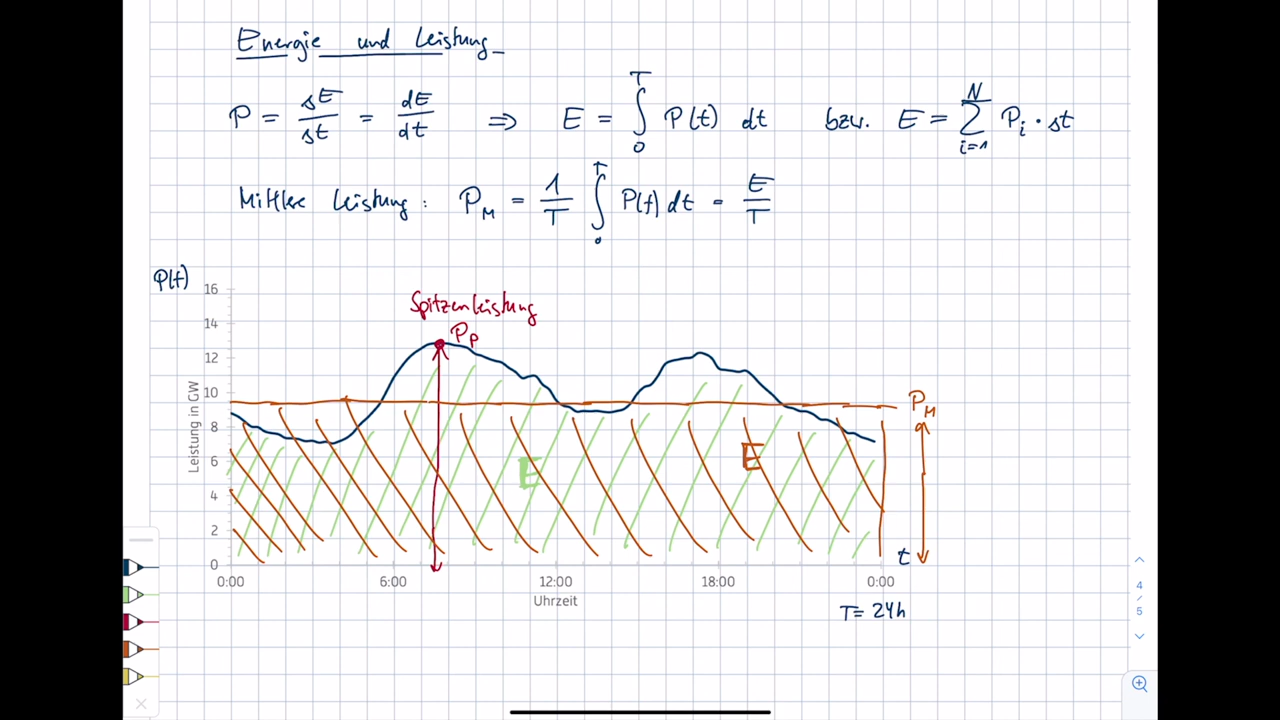 Energie und Leistung
P = ΔE/Δt = dE/dt ⇒ E = ∫₀ᵀ P(t) dt bzw. E = ∑ᵢ₌₁ᴺ Pᵢ · Δt
Mittlere Leistung: P_M = 1/T ∫₀ᵀ P(t) dt = E/T
P(t)
16
Spitzenleistung
14
P_P
12
10
P_M
8
6
E
E
4
2
0
Leistung in GW
t
0:00 6:00 12:00 18:00 0:00
Uhrzeit
T = 24h
4
/
5